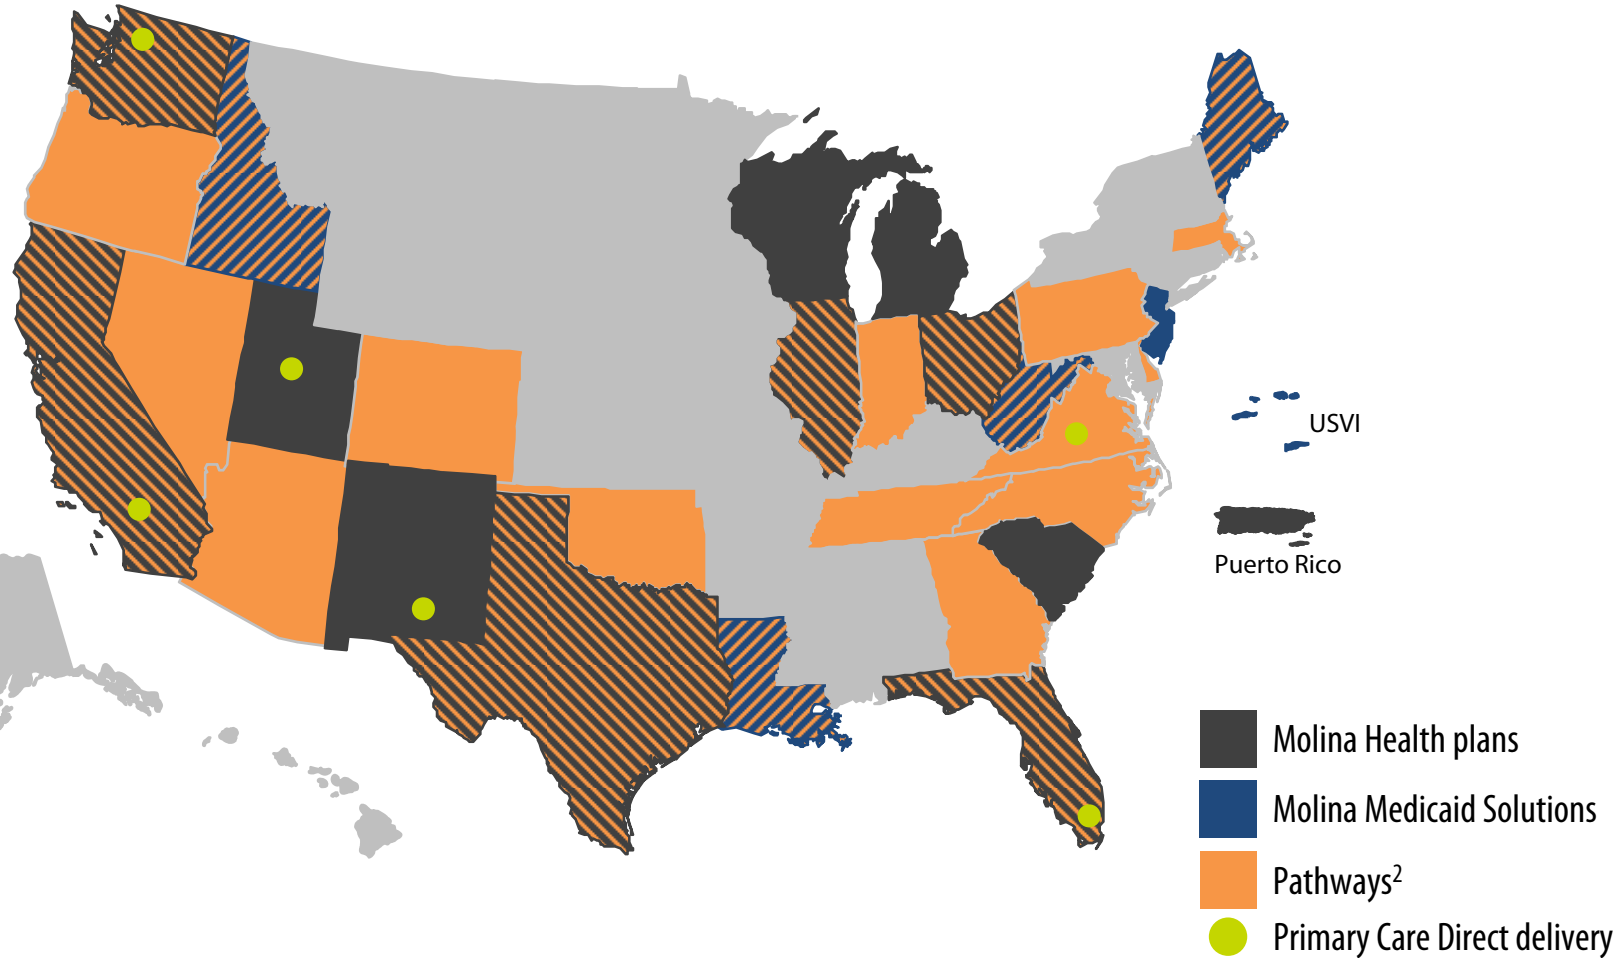 USVI
Puerto Rico
Molina Health plans
Molina Medicaid Solutions
Pathways²
Primary Care Direct delivery